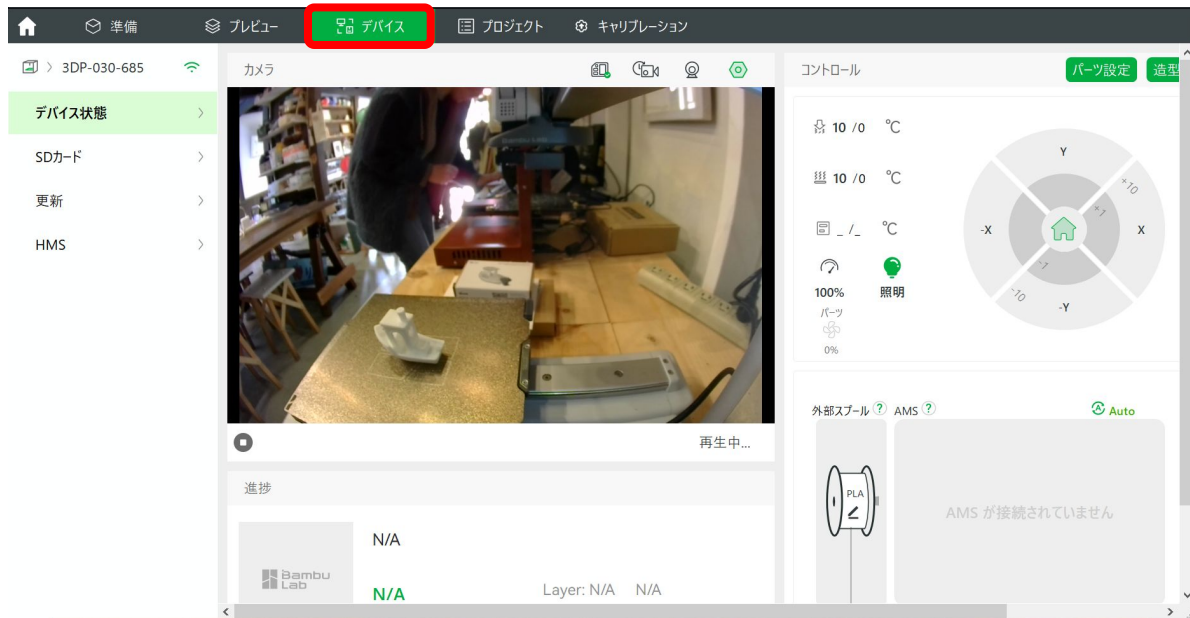 準備
プレビュー
デバイス
プロジェクト
キャリブレーション
3DP-030-685
デバイス状態
SDカード
更新
HMS
カメラ
再生中...
進捗
Bambu
Lab
N/A
N/A
Layer: N/A N/A
コントロール
パーツ設定
造型
10 /0 °C
10 /0 °C
_ /_ °C
100%
照明
パーツ
0%
Y
+10
+1
-X
X
-1
-10
-Y
外部スプール ? AMS ?
Auto
PLA
AMS が接続されていません